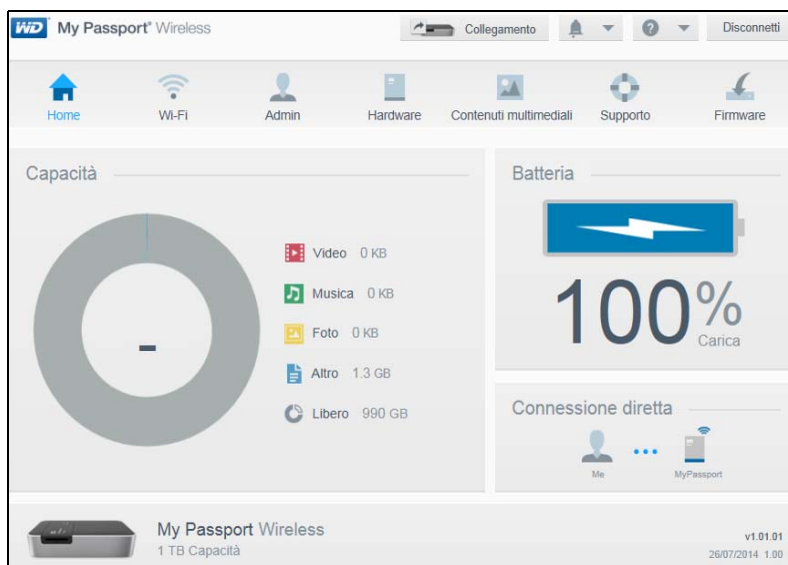 WD My Passport® Wireless
Collegamento
Disconnetti
Home
Wi-Fi
Admin
Hardware
Contenuti multimediali
Supporto
Firmware
Capacità
-
Video 0 KB
Musica 0 KB
Foto 0 KB
Altro 1.3 GB
Libero 990 GB
Batteria
100%
Carica
Connessione diretta
Me
MyPassport
My Passport Wireless
1 TB Capacità
v1.01.01
26/07/2014 1.00